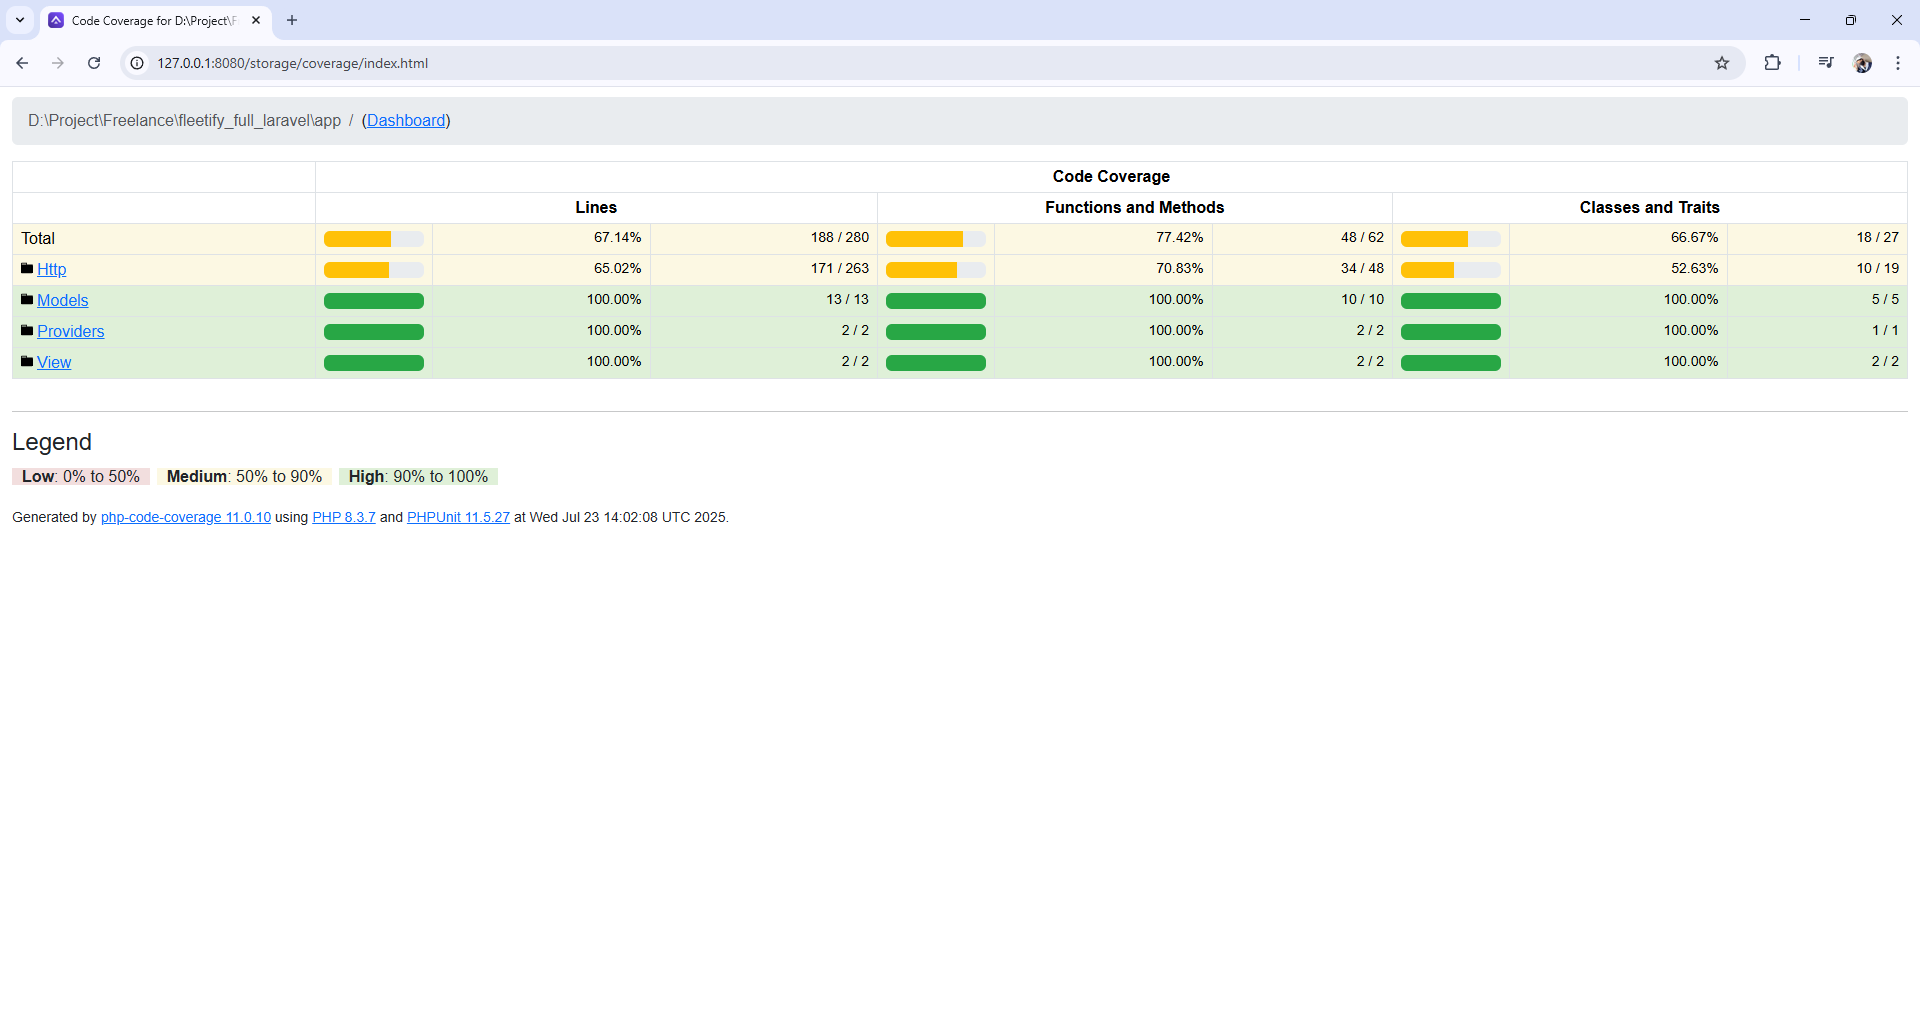 Code Coverage for D:\Project\F
127.0.0.1:8080/storage/coverage/index.html
D:\Project\Freelance\fleetify_full_laravel\app / (Dashboard)
Code Coverage
Lines Functions and Methods Classes and Traits
Total 67.14% 188 / 280 77.42% 48 / 62 66.67% 18 / 27
Http 65.02% 171 / 263 70.83% 34 / 48 52.63% 10 / 19
Models 100.00% 13 / 13 100.00% 10 / 10 100.00% 5 / 5
Providers 100.00% 2 / 2 100.00% 2 / 2 100.00% 1 / 1
View 100.00% 2 / 2 100.00% 2 / 2 100.00% 2 / 2
Legend
Low: 0% to 50% Medium: 50% to 90% High: 90% to 100%
Generated by php-code-coverage 11.0.10 using PHP 8.3.7 and PHPUnit 11.5.27 at Wed Jul 23 14:02:08 UTC 2025.